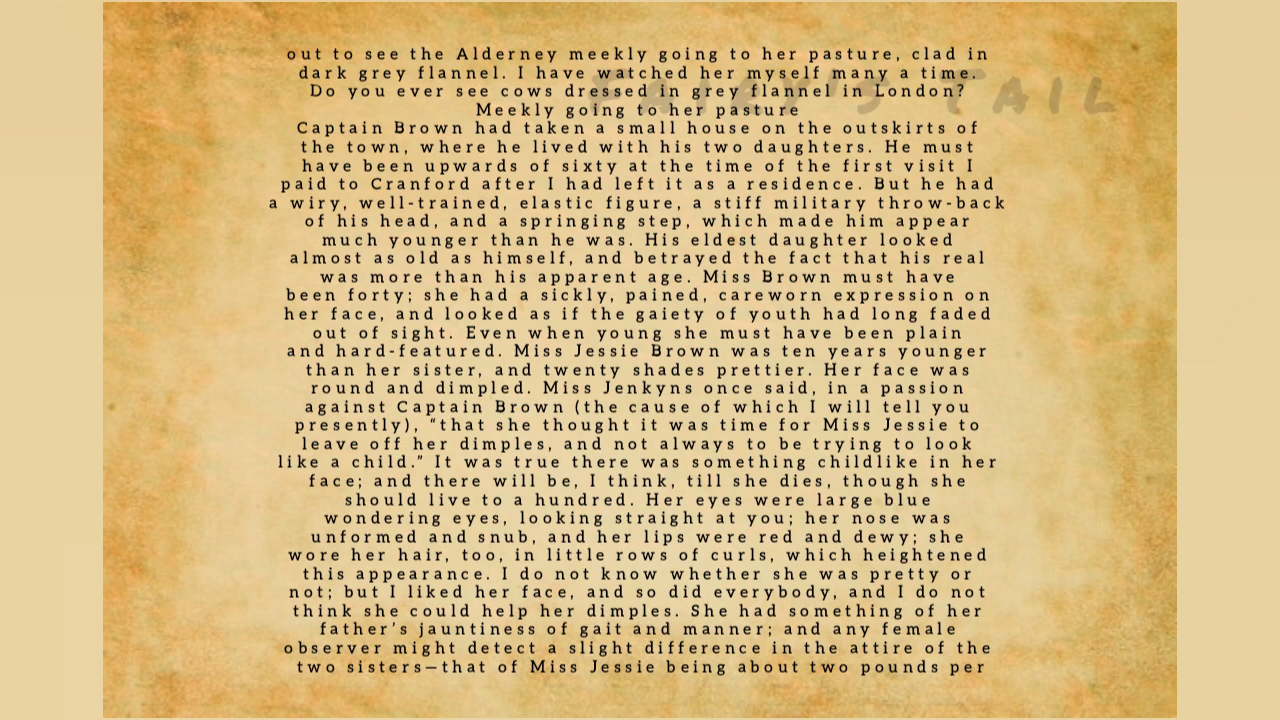 out to see the Alderney meekly going to her pasture, clad in
dark grey flannel. I have watched her myself many a time.
Do you ever see cows dressed in grey flannel in London?
Meekly going to her pasture
Captain Brown had taken a small house on the outskirts of
the town, where he lived with his two daughters. He must
have been upwards of sixty at the time of the first visit I
paid to Cranford after I had left it as a residence. But he had
a wiry, well-trained, elastic figure, a stiff military throw-back
of his head, and a springing step, which made him appear
much younger than he was. His eldest daughter looked
almost as old as himself, and betrayed the fact that his real
was more than his apparent age. Miss Brown must have
been forty; she had a sickly, pained, careworn expression on
her face, and looked as if the gaiety of youth had long faded
out of sight. Even when young she must have been plain
and hard-featured. Miss Jessie Brown was ten years younger
than her sister, and twenty shades prettier. Her face was
round and dimpled. Miss Jenkyns once said, in a passion
against Captain Brown (the cause of which I will tell you
presently), “that she thought it was time for Miss Jessie to
leave off her dimples, and not always to be trying to look
like a child.” It was true there was something childlike in her
face; and there will be, I think, till she dies, though she
should live to a hundred. Her eyes were large blue
wondering eyes, looking straight at you; her nose was
unformed and snub, and her lips were red and dewy; she
wore her hair, too, in little rows of curls, which heightened
this appearance. I do not know whether she was pretty or
not; but I liked her face, and so did everybody, and I do not
think she could help her dimples. She had something of her
father’s jauntiness of gait and manner; and any female
observer might detect a slight difference in the attire of the
two sisters—that of Miss Jessie being about two pounds per
TAIL